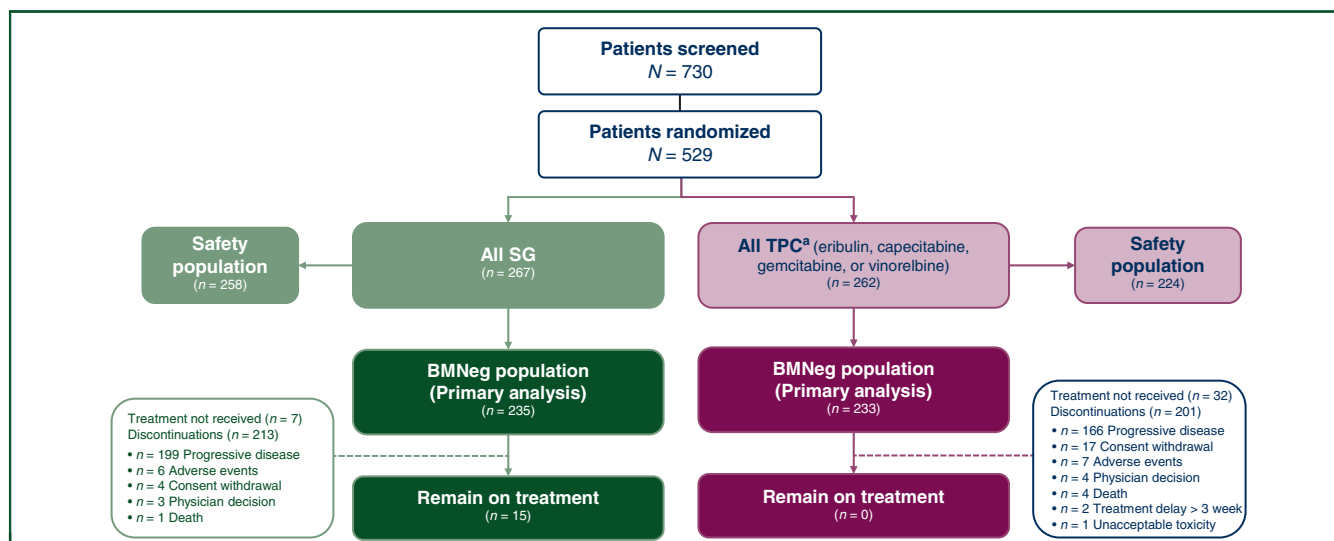 Patients screened
N = 730
Patients randomized
N = 529
Safety
population
(n = 258)
All SG
(n = 267)
All TPCᵃ (eribulin, capecitabine,
gemcitabine, or vinorelbine)
(n = 262)
Safety
population
(n = 224)
BMNeg population
(Primary analysis)
(n = 235)
BMNeg population
(Primary analysis)
(n = 233)
Treatment not received (n = 7)
Discontinuations (n = 213)
• n = 199 Progressive disease
• n = 6 Adverse events
• n = 4 Consent withdrawal
• n = 3 Physician decision
• n = 1 Death
Treatment not received (n = 32)
Discontinuations (n = 201)
• n = 166 Progressive disease
• n = 17 Consent withdrawal
• n = 7 Adverse events
• n = 4 Physician decision
• n = 4 Death
• n = 2 Treatment delay > 3 week
• n = 1 Unacceptable toxicity
Remain on treatment
(n = 15)
Remain on treatment
(n = 0)